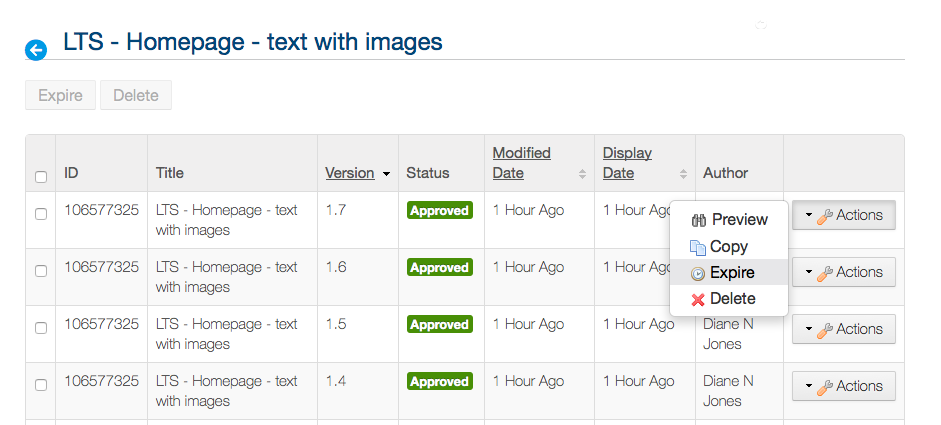 LTS - Homepage - text with images
Expire Delete
ID Title Version Status Modified Date Display Date Author
106577325 LTS - Homepage - text with images 1.7 Approved 1 Hour Ago 1 Hour Ago Actions
Preview
Copy
Expire
Delete
106577325 LTS - Homepage - text with images 1.6 Approved 1 Hour Ago 1 Hour Ago Actions
106577325 LTS - Homepage - text with images 1.5 Approved 1 Hour Ago 1 Hour Ago Diane N Jones Actions
106577325 LTS - Homepage - text with images 1.4 Approved 1 Hour Ago 1 Hour Ago Diane N Jones Actions